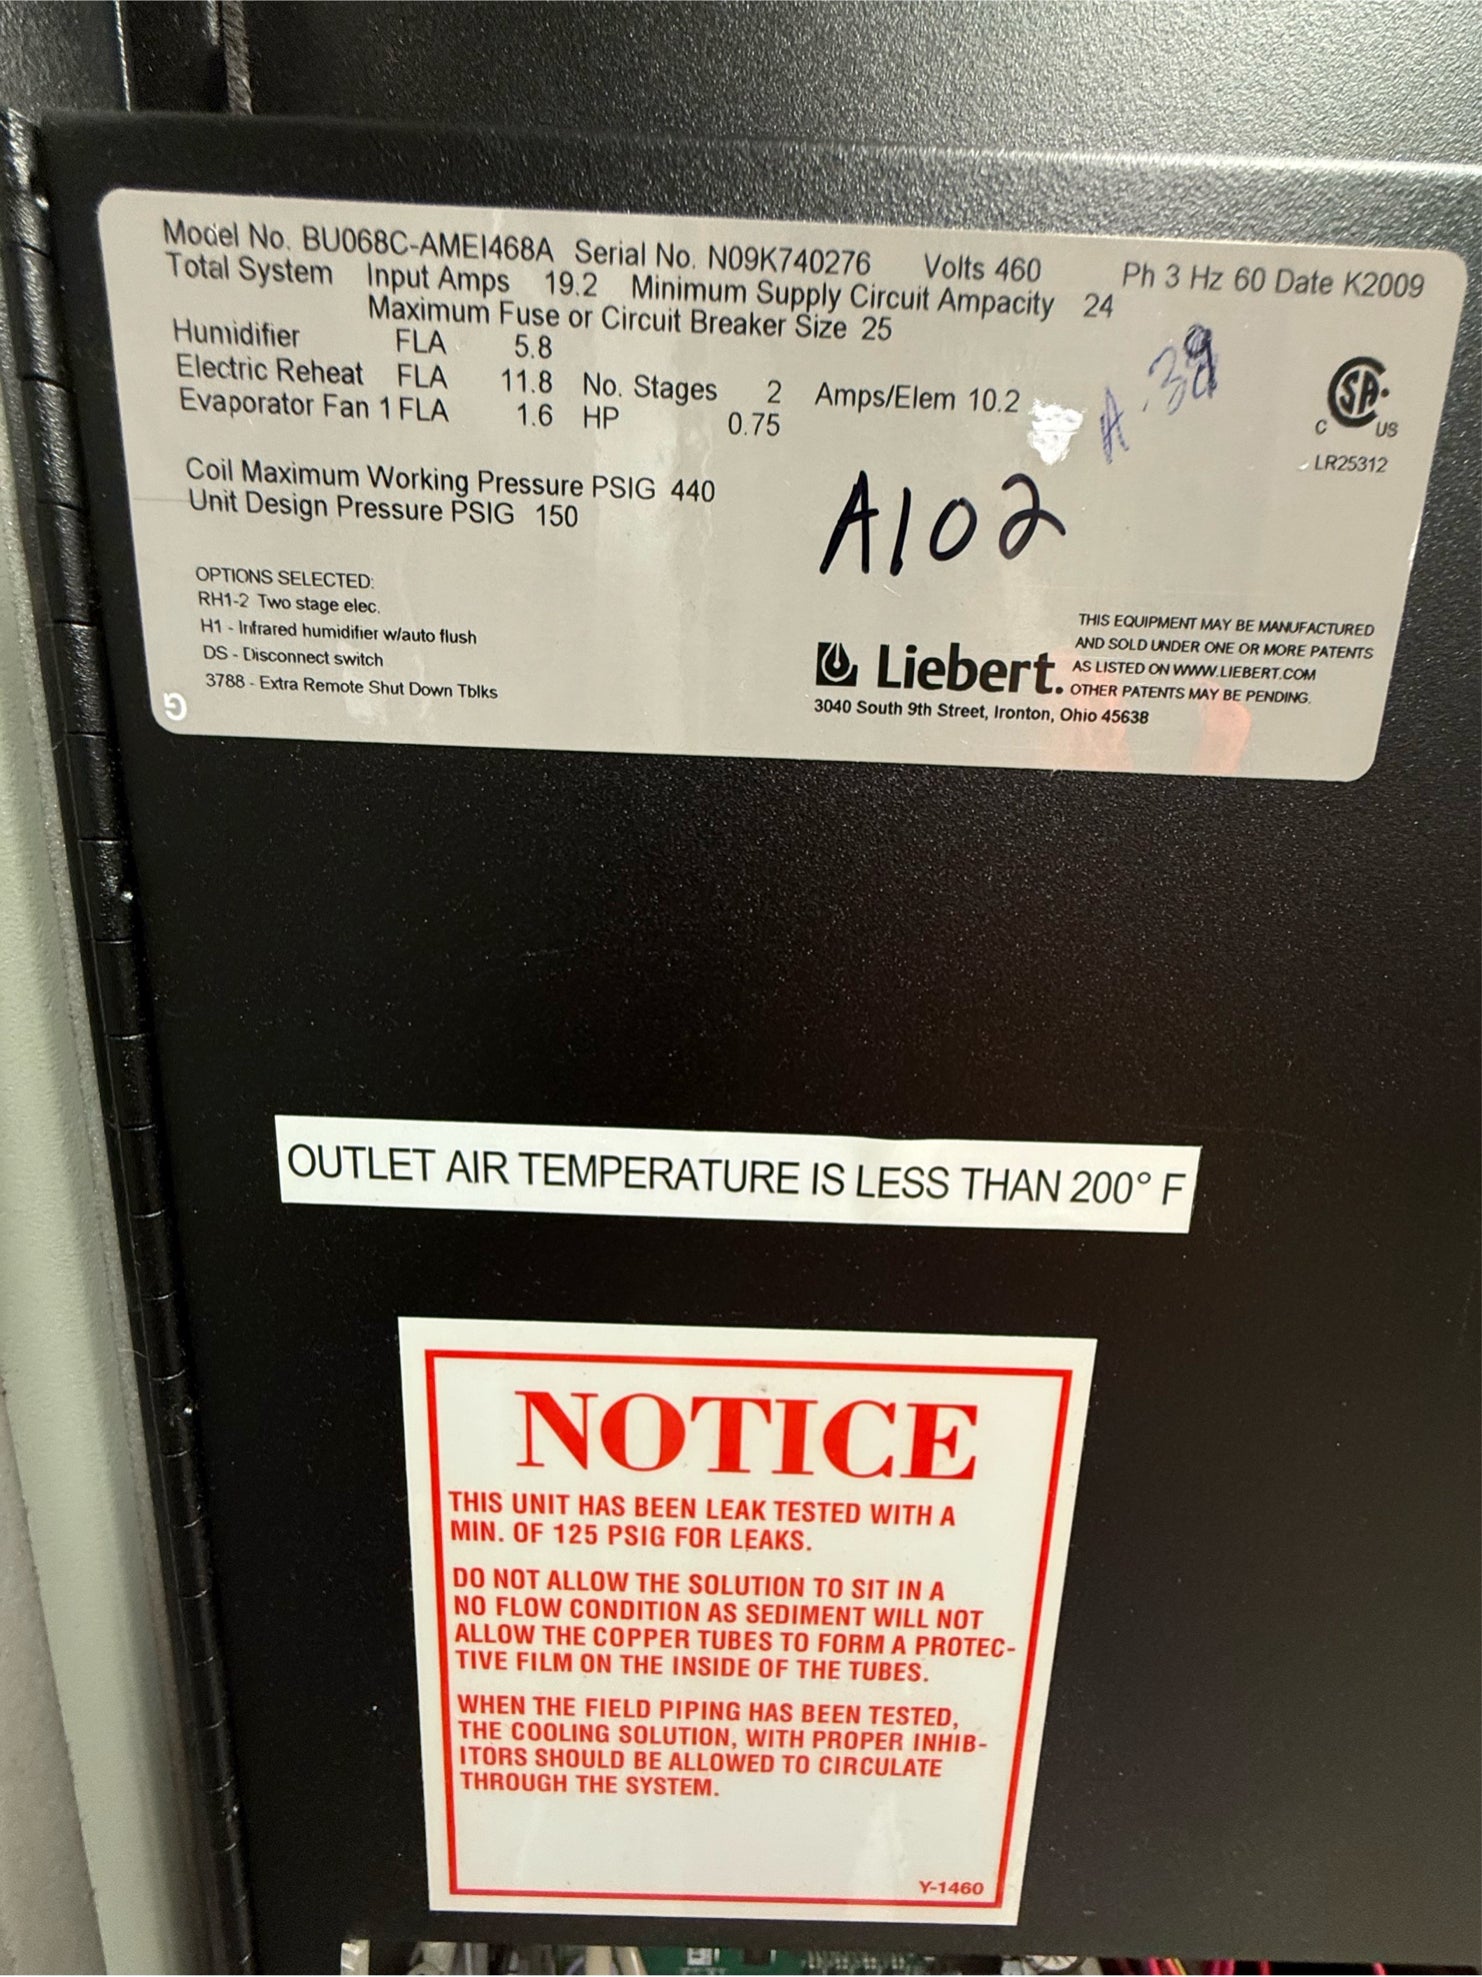 Model No. BU068C-AMEI468A Serial No. N09K740276 Volts 460 Ph 3 Hz 60 Date K2009
Total System Input Amps 19.2 Minimum Supply Circuit Ampacity 24
Maximum Fuse or Circuit Breaker Size 25
Humidifier FLA 5.8
Electric Reheat FLA 11.8 No. Stages 2 Amps/Elem 10.2
Evaporator Fan 1 FLA 1.6 HP 0.75
A 39
SA
C US
LR25312
Coil Maximum Working Pressure PSIG 440
Unit Design Pressure PSIG 150
A102
OPTIONS SELECTED:
RH1-2 Two stage elec.
H1 - Infrared humidifier w/auto flush
DS - Disconnect switch
3788 - Extra Remote Shut Down Tblks
G
THIS EQUIPMENT MAY BE MANUFACTURED
AND SOLD UNDER ONE OR MORE PATENTS
AS LISTED ON WWW.LIEBERT.COM
OTHER PATENTS MAY BE PENDING.
Liebert.
3040 South 9th Street, Ironton, Ohio 45638
OUTLET AIR TEMPERATURE IS LESS THAN 200° F
NOTICE
THIS UNIT HAS BEEN LEAK TESTED WITH A
MIN. OF 125 PSIG FOR LEAKS.
DO NOT ALLOW THE SOLUTION TO SIT IN A
NO FLOW CONDITION AS SEDIMENT WILL NOT
ALLOW THE COPPER TUBES TO FORM A PROTEC-
TIVE FILM ON THE INSIDE OF THE TUBES.
WHEN THE FIELD PIPING HAS BEEN TESTED,
THE COOLING SOLUTION, WITH PROPER INHIB-
ITORS SHOULD BE ALLOWED TO CIRCULATE
THROUGH THE SYSTEM.
Y-1460